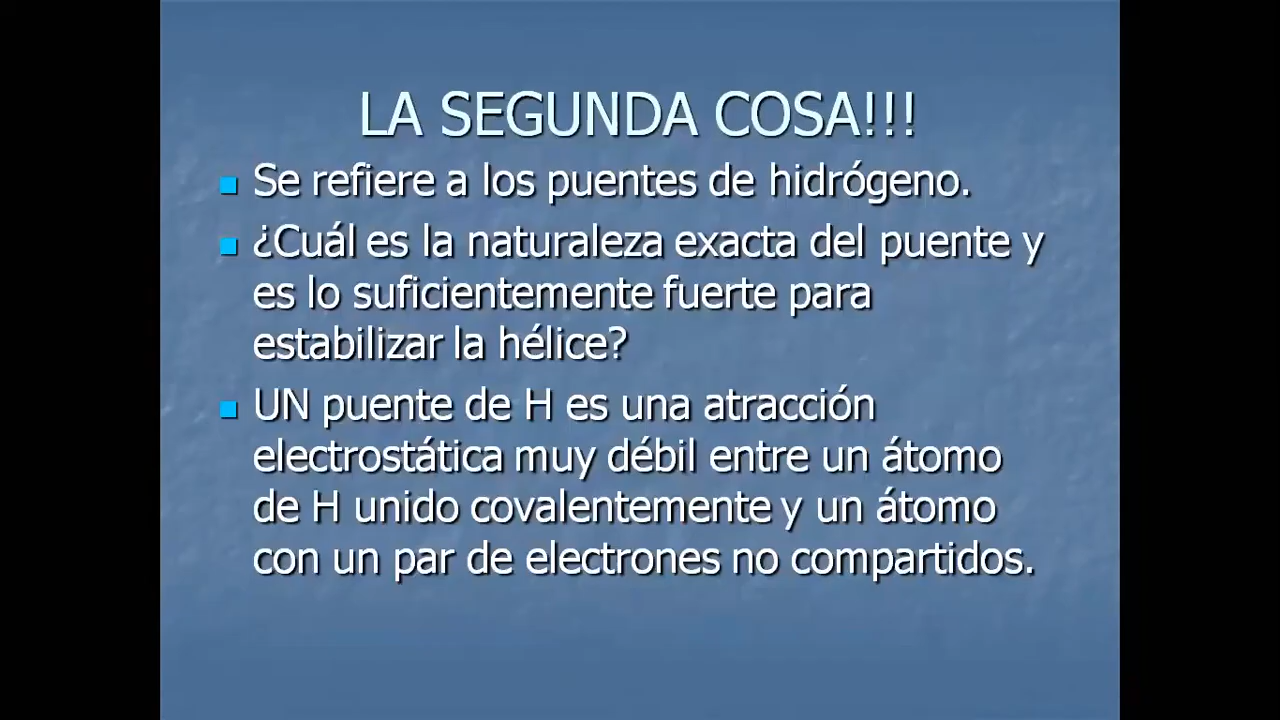 LA SEGUNDA COSA!!!
Se refiere a los puentes de hidrógeno.
¿Cuál es la naturaleza exacta del puente y
es lo suficientemente fuerte para
estabilizar la hélice?
UN puente de H es una atracción
electrostática muy débil entre un átomo
de H unido covalentemente y un átomo
con un par de electrones no compartidos.